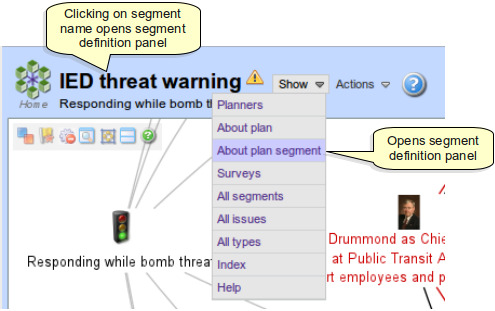 Clicking on segment
name opens segment
definition panel
IED threat warning
Show
Actions
Home
Responding while bomb
Planners
About plan
About plan segment
Opens segment
definition panel
Surveys
All segments
All issues
All types
Index
Help
Responding while bomb threat
Drummond as Chie
at Public Transit A
rt employees and p